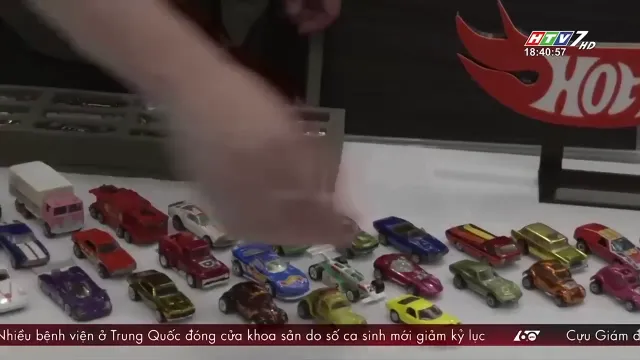 HTV7 HD
18:40:57
HOT
Nhiều bệnh viện ở Trung Quốc đóng cửa khoa sản do số ca sinh mới giảm kỷ lục
60
Cựu Giám đ